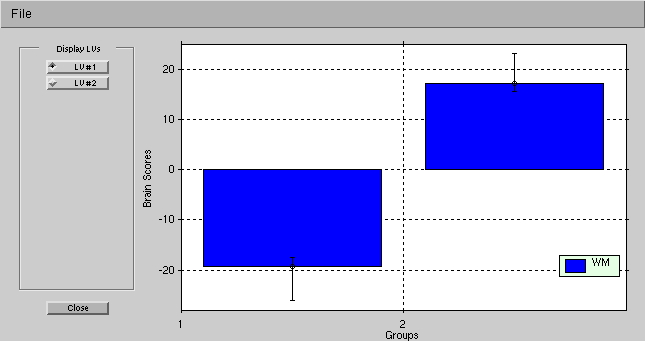 File
Display LVs
LV#1
LV#2
Close
Brain Scores
20
10
0
-10
-20
WM
1
2
Groups